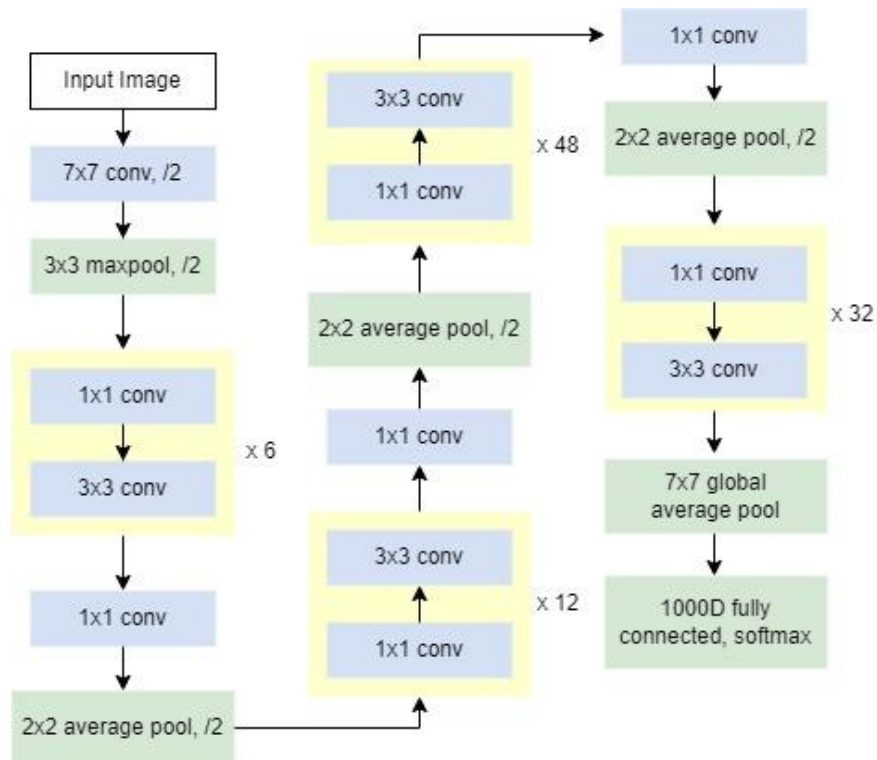 Input Image
7x7 conv, /2
3x3 maxpool, /2
1x1 conv
3x3 conv
x 6
1x1 conv
2x2 average pool, /2
1x1 conv
3x3 conv
x 12
1x1 conv
2x2 average pool, /2
1x1 conv
3x3 conv
x 48
1x1 conv
2x2 average pool, /2
1x1 conv
3x3 conv
x 32
7x7 global
average pool
1000D fully
connected, softmax